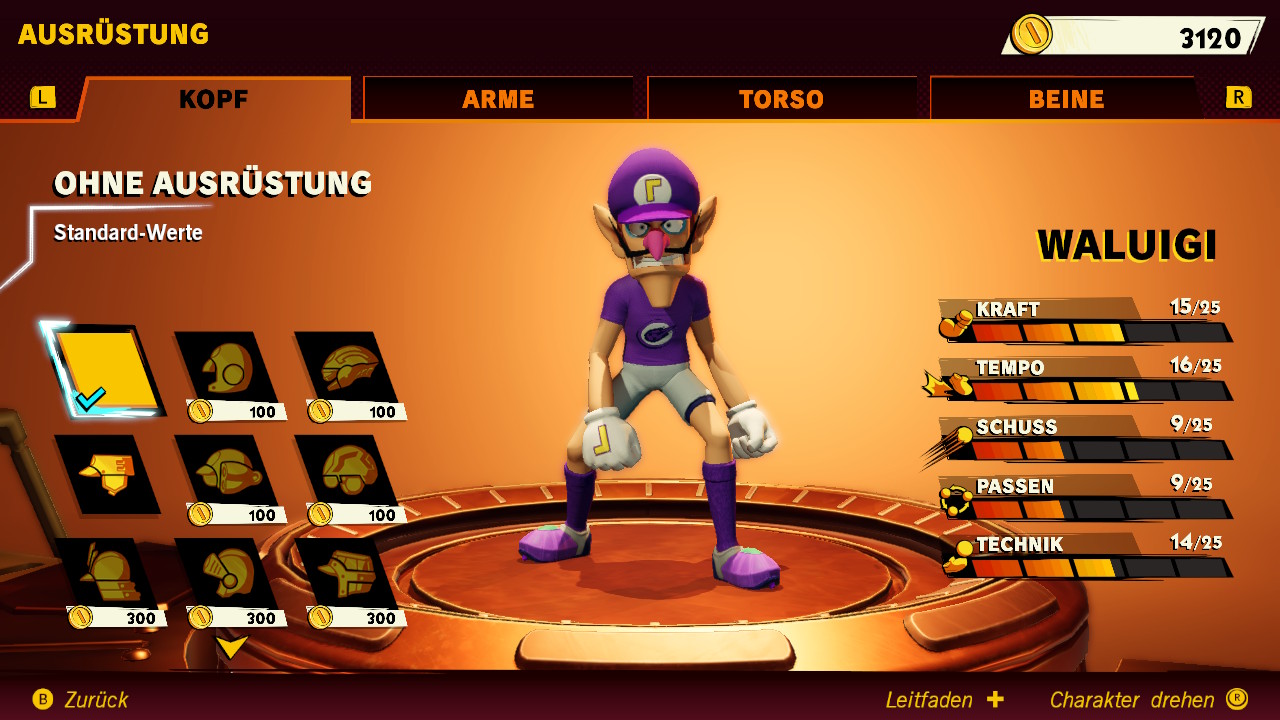 AUSRÜSTUNG
3120
L
KOPF
ARME
TORSO
BEINE
R
OHNE AUSRÜSTUNG
Standard-Werte
WALUIGI
KRAFT
15/25
TEMPO
16/25
SCHUSS
9/25
PASSEN
9/25
TECHNIK
14/25
100
100
100
100
300
300
300
B Zurück
Leitfaden
Charakter drehen R